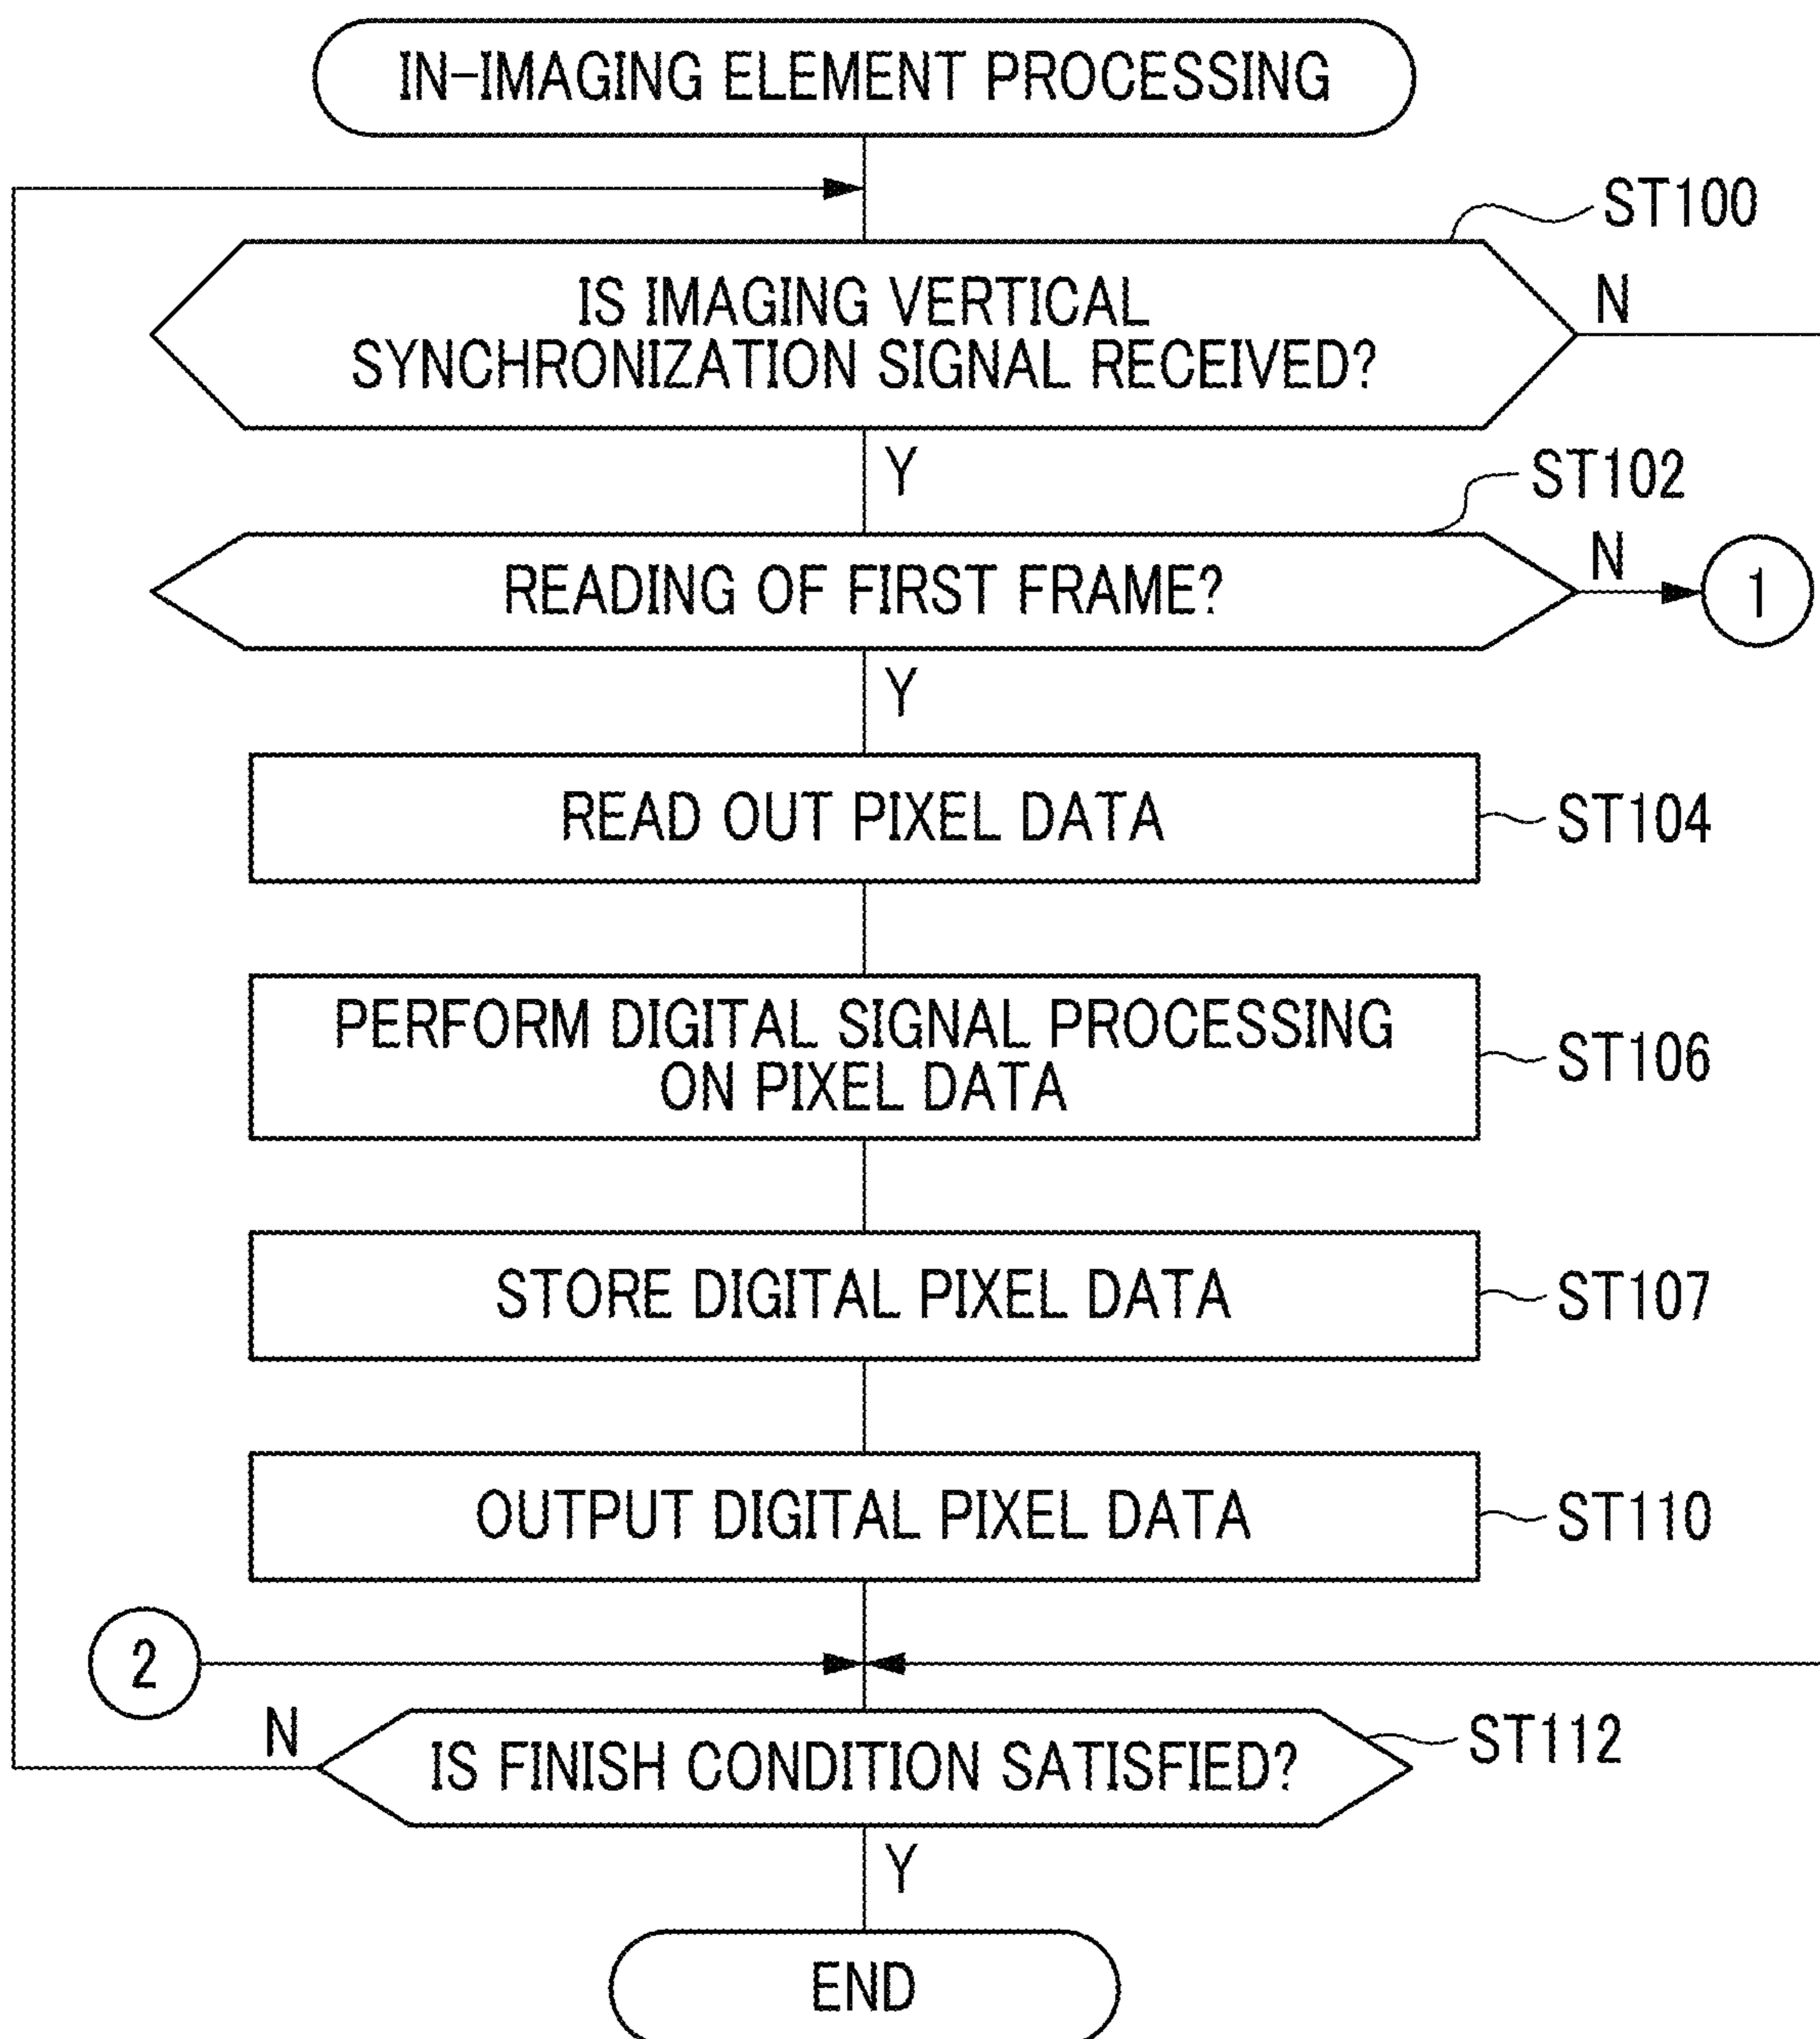 IN-IMAGING ELEMENT PROCESSING
ST100
IS IMAGING VERTICAL
SYNCHRONIZATION SIGNAL RECEIVED?
N
Y
ST102
READING OF FIRST FRAME?
N
1
Y
READ OUT PIXEL DATA
ST104
PERFORM DIGITAL SIGNAL PROCESSING
ON PIXEL DATA
ST106
STORE DIGITAL PIXEL DATA
ST107
OUTPUT DIGITAL PIXEL DATA
ST110
2
N
IS FINISH CONDITION SATISFIED?
ST112
Y
END